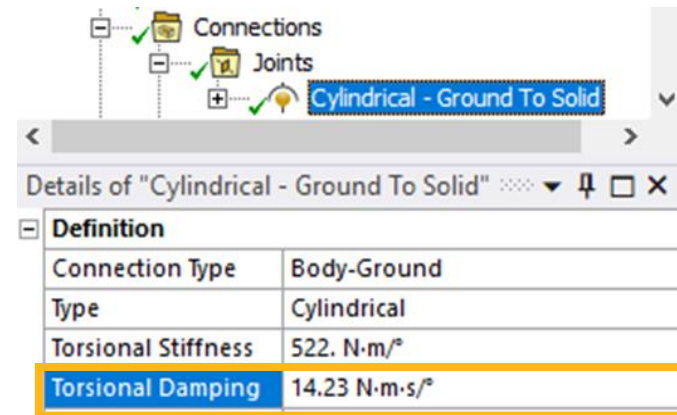 Connections
Joints
Cylindrical - Ground To Solid
Details of "Cylindrical - Ground To Solid"
Definition
Connection Type Body-Ground
Type Cylindrical
Torsional Stiffness 522. N·m/°
Torsional Damping 14.23 N·m·s/°